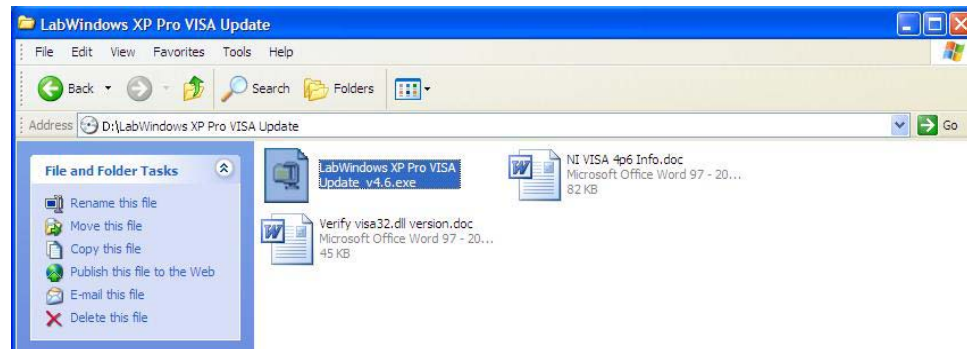 LabWindows XP Pro VISA Update
File Edit View Favorites Tools Help
Back Search Folders
Address D:\LabWindows XP Pro VISA Update Go
File and Folder Tasks
Rename this file
Move this file
Copy this file
Publish this file to the Web
E-mail this file
Delete this file
LabWindows XP Pro VISA
Update_v4.6.exe
NI VISA 4p6 Info.doc
Microsoft Office Word 97 - 20...
82 KB
Verify visa32.dll version.doc
Microsoft Office Word 97 - 20...
45 KB